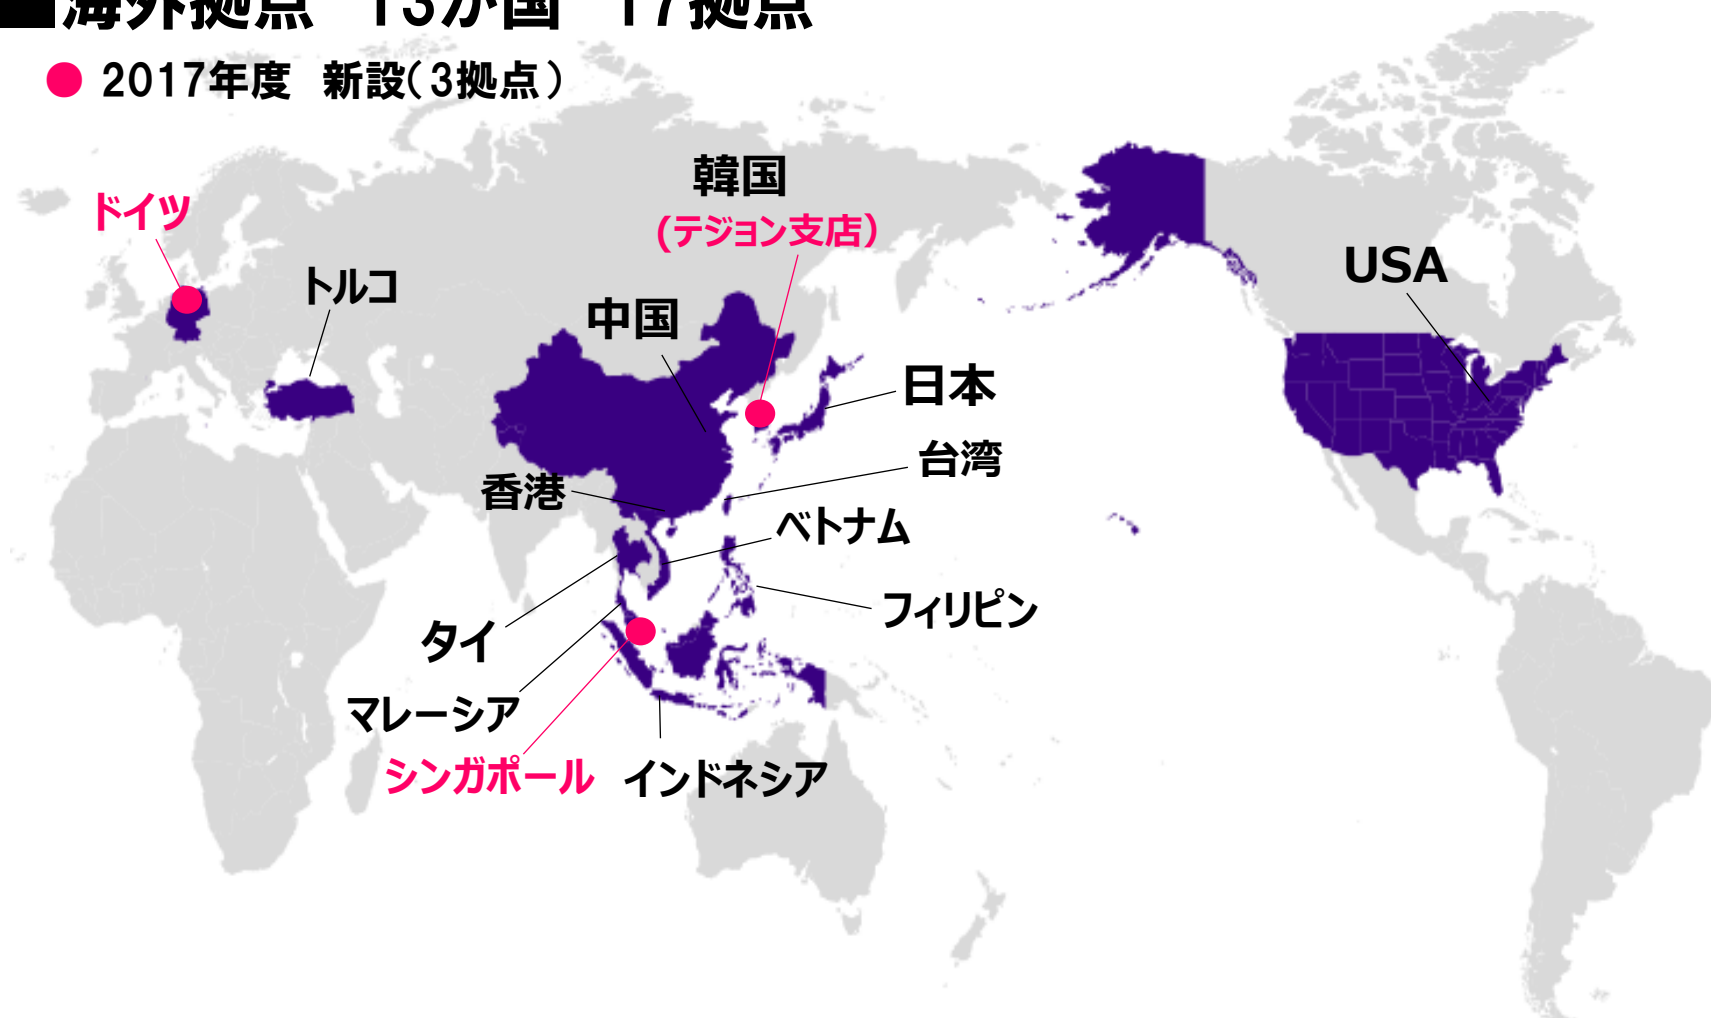 ■海外拠点 13か国 17拠点
● 2017年度 新設(3拠点)
韓国
(テジョン支店)
ドイツ
トルコ
中国
USA
日本
台湾
香港
ベトナム
フィリピン
タイ
マレーシア
シンガポール
インドネシア